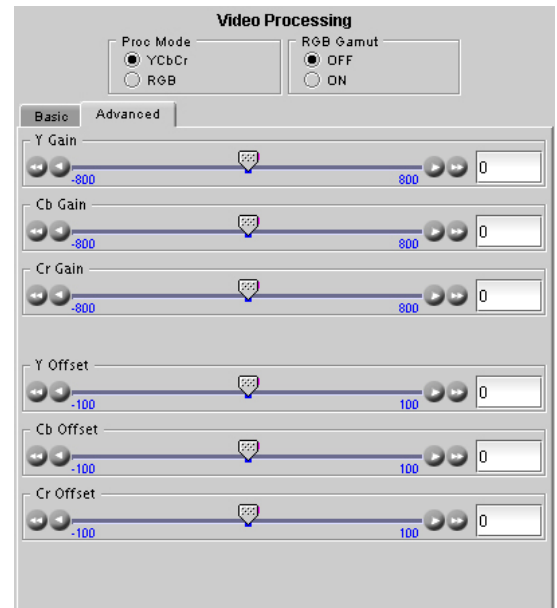 Video Processing
Proc Mode RGB Gamut
YCbCr OFF
RGB ON
Basic Advanced
Y Gain
-800 800 0
Cb Gain
-800 800 0
Cr Gain
-800 800 0
Y Offset
-100 100 0
Cb Offset
-100 100 0
Cr Offset
-100 100 0